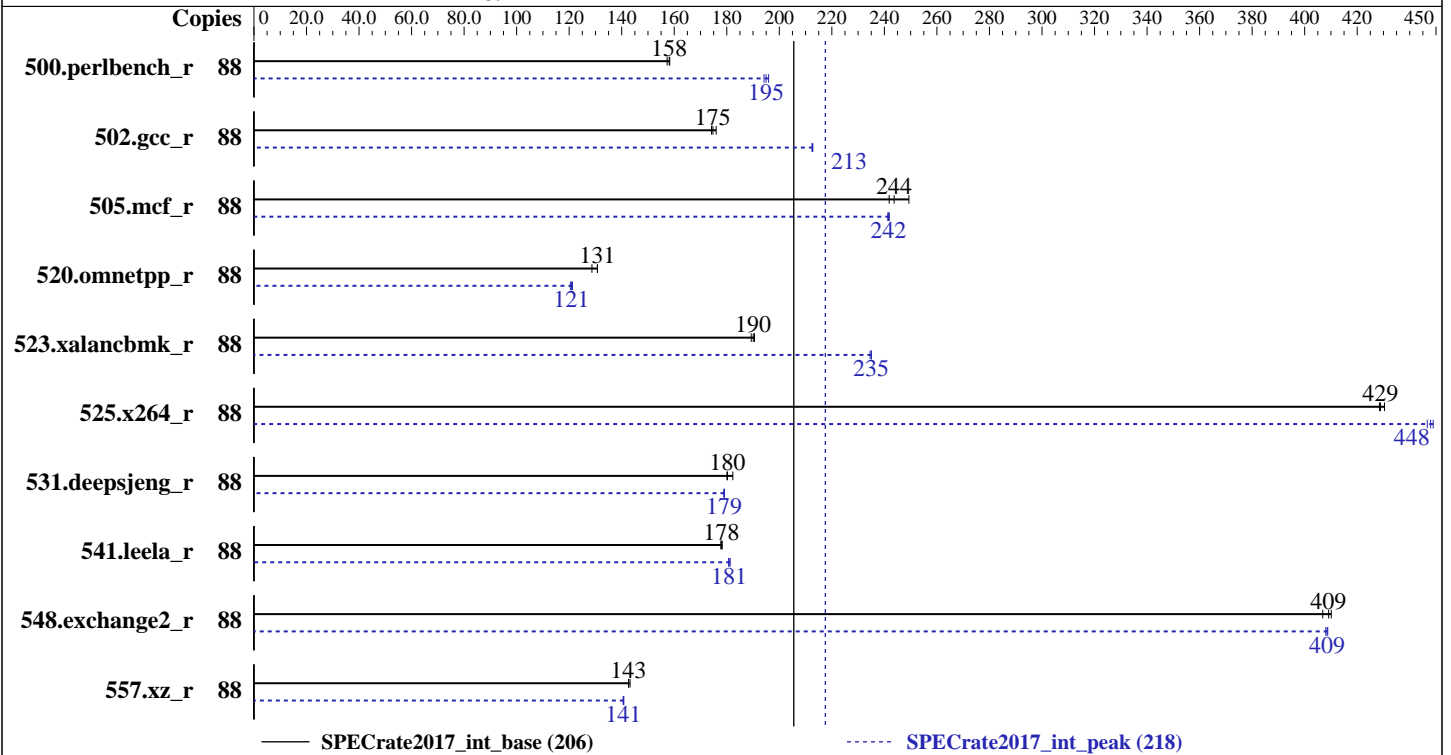 Copies 0 20.0 40.0 60.0 80.0 100 120 140 160 180 200 220 240 260 280 300 320 340 360 380 400 420 450
500.perlbench_r 88 158
195
502.gcc_r 88 175
213
505.mcf_r 88 244
242
520.omnetpp_r 88 131
121
523.xalancbmk_r 88 190
235
525.x264_r 88 429
448
531.deepsjeng_r 88 180
179
541.leela_r 88 178
181
548.exchange2_r 88 409
409
557.xz_r 88 143
141
SPECrate2017_int_base (206) SPECrate2017_int_peak (218)